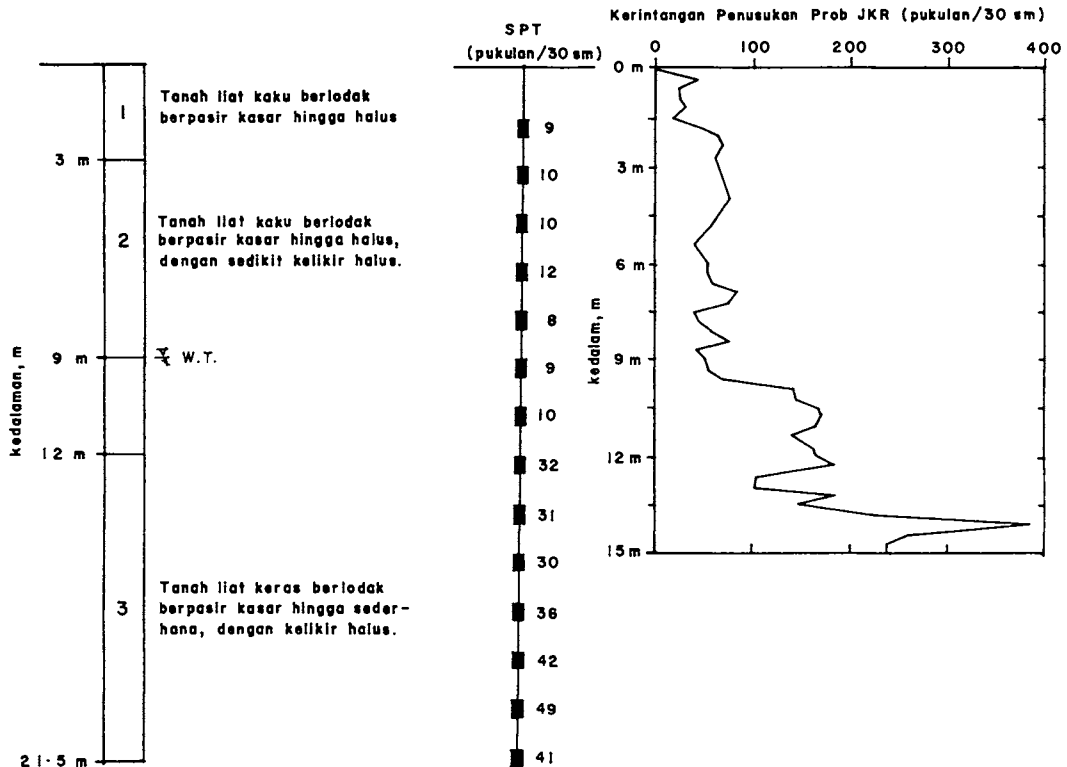 Kerintangan Penusukan Prob JKR (pukulan/30 sm)
0 100 200 300 400
SPT
(pukulan/30 sm)
kedalaman, m
3 m
9 m
12 m
21·5 m
1
Tanah liat kaku berlodak
berpasir kasar hingga halus
2
Tanah liat kaku berlodak
berpasir kasar hingga halus,
dengan sedikit kelikir halus.
W.T.
3
Tanah liat keras berlodak
berpasir kasar hingga seder-
hana, dengan kelikir halus.
9
10
10
12
8
9
10
32
31
30
36
42
49
41
kedalam, m
0 m
3 m
6 m
9 m
12 m
15 m